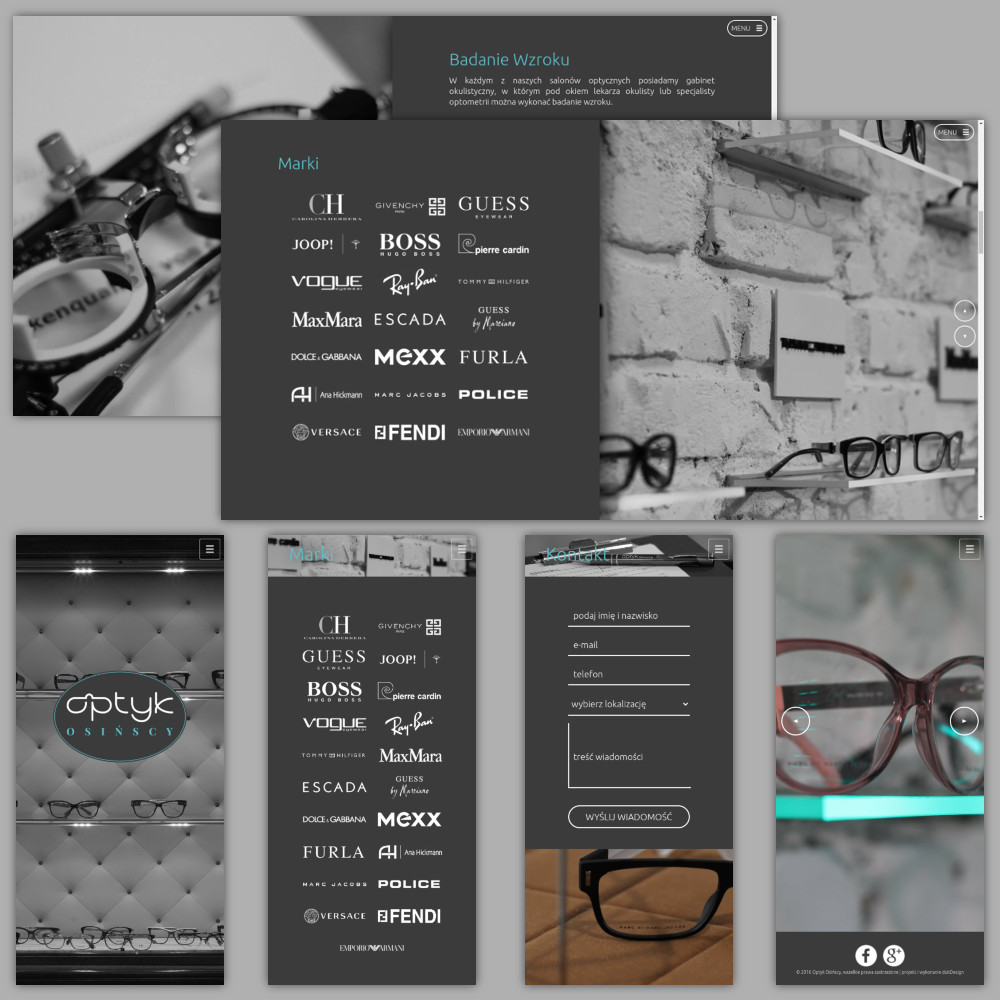 MENU
Badanie Wzroku
W każdym z naszych salonów optycznych posiadamy gabinet
okulistyczny, w którym pod okiem lekarza okulisty lub specjalisty
optometrii można wykonać badanie wzroku.
MENU
Marki
CH GIVENCHY GUESS
CAROLINA HERRERA PARIS EYEWEAR
JOOP! BOSS pierre cardin
HUGO BOSS
VOGUE Ray-Ban TOMMY HILFIGER
eyewear
MaxMara ESCADA GUESS
by Marciano
DOLCE & GABBANA MEXX FURLA
AH Ana Hickmann MARC JACOBS POLICE
VERSACE FENDI EMPORIO ARMANI
optyk
OSIŃSCY
Marki
CH GIVENCHY
CAROLINA HERRERA PARIS
GUESS JOOP!
EYEWEAR
BOSS pierre cardin
HUGO BOSS
VOGUE Ray-Ban
eyewear
TOMMY HILFIGER MaxMara
ESCADA GUESS
by Marciano
DOLCE & GABBANA MEXX
FURLA AH Ana Hickmann
MARC JACOBS POLICE
VERSACE FENDI
EMPORIO ARMANI
Kontakt
podaj imię i nazwisko
e-mail
telefon
wybierz lokalizację
treść wiadomości
WYŚLIJ WIADOMOŚĆ
f g+
© 2016 Optyk Osińscy, wszelkie prawa zastrzeżone | projekt i wykonanie